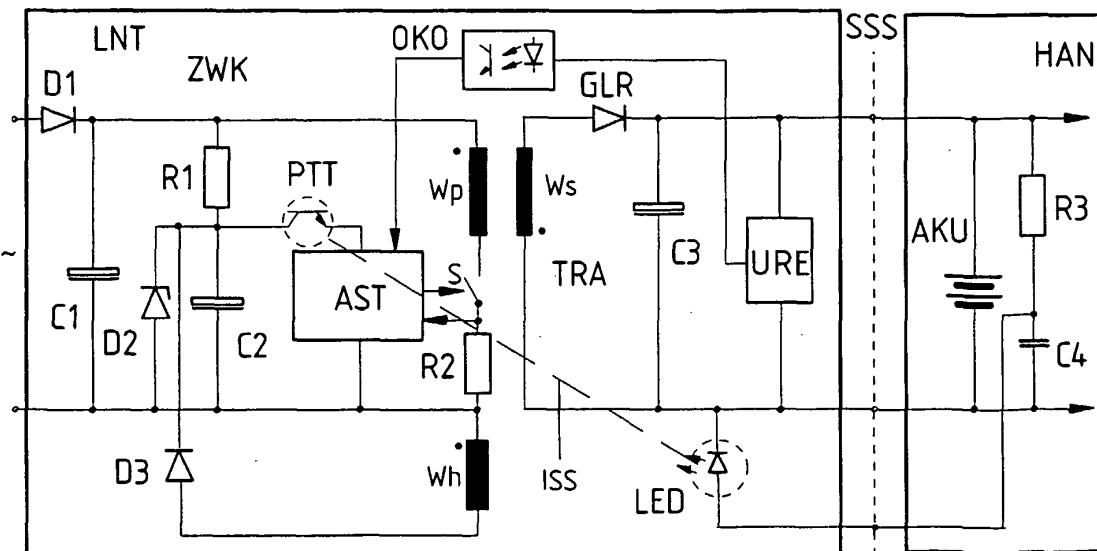 LNT
ZWK
OKO
SSS
HAN
D1
GLR
R1
PTT
Wp
Ws
R3
~
C1
D2
C2
AST
S
TRA
C3
URE
AKU
R2
C4
D3
Wh
ISS
LED